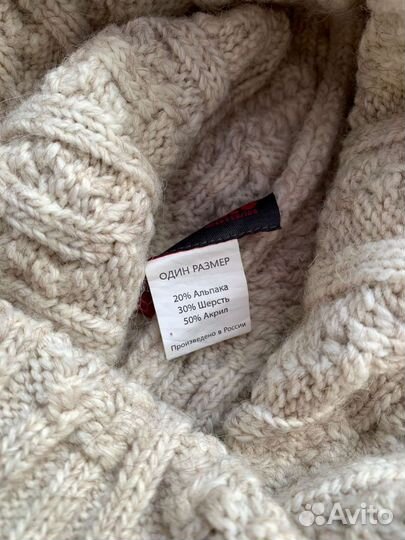 ОДИН РАЗМЕР
20% Альпака
30% Шерсть
50% Акрил
Произведено в России
Avito